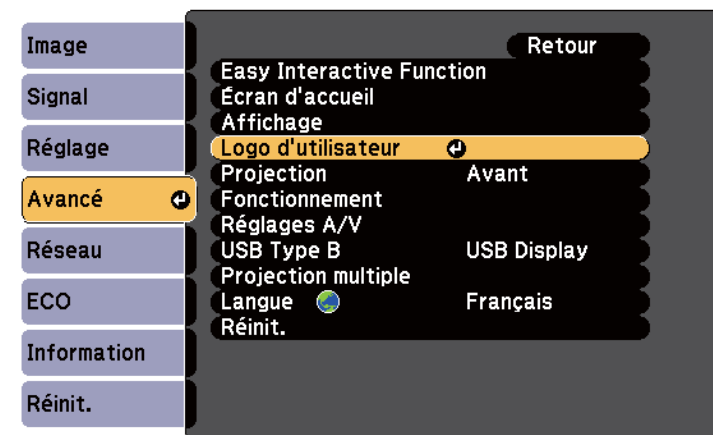 Image
Signal
Réglage
Avancé
Réseau
ECO
Information
Réinit.
Retour
Easy Interactive Function
Écran d'accueil
Affichage
Logo d'utilisateur
Projection Avant
Fonctionnement
Réglages A/V
USB Type B USB Display
Projection multiple
Langue Français
Réinit.